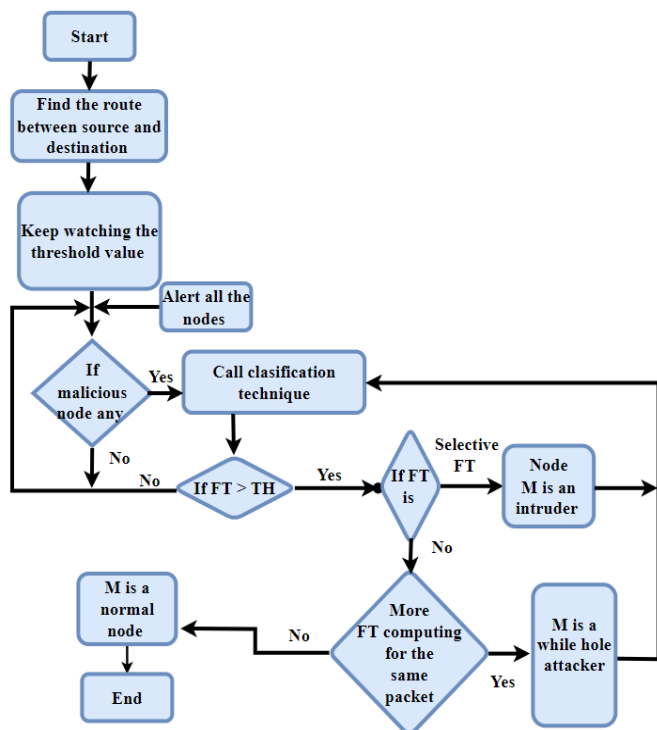 Start
Find the route
between source and
destination
Keep watching the
threshold value
Alert all the
nodes
If
malicious
node any
Yes
Call clasification
technique
No
No
If FT > TH
Yes
If FT
is
Selective
FT
Node
M is an
intruder
No
M is a
normal
node
No
More
FT computing
for the
same
packet
Yes
M is a
while hole
attacker
End